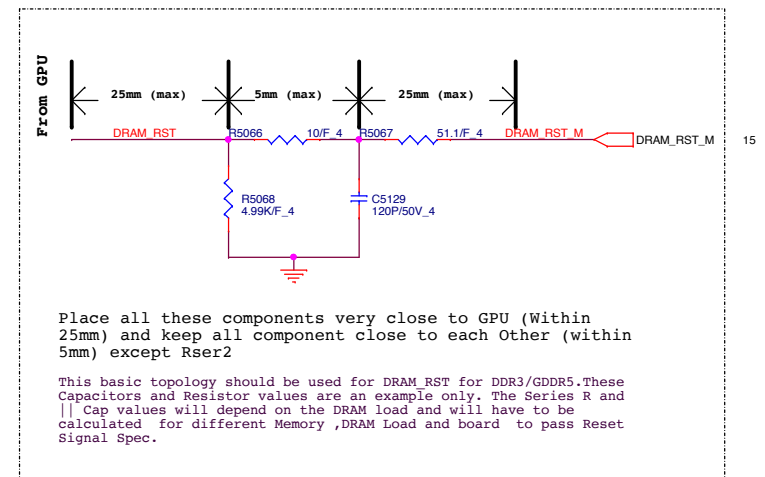 From GPU
25mm (max)
5mm (max)
25mm (max)
DRAM_RST
R5066
10/F_4
R5067
51.1/F_4
DRAM_RST_M
DRAM_RST_M
15
R5068
4.99K/F_4
C5129
120P/50V_4
Place all these components very close to GPU (Within
25mm) and keep all component close to each Other (within
5mm) except Rser2
This basic topology should be used for DRAM_RST for DDR3/GDDR5.These
Capacitors and Resistor values are an example only. The Series R and
|| Cap values will depend on the DRAM load and will have to be
calculated  for different Memory ,DRAM Load and board  to pass Reset
Signal Spec.